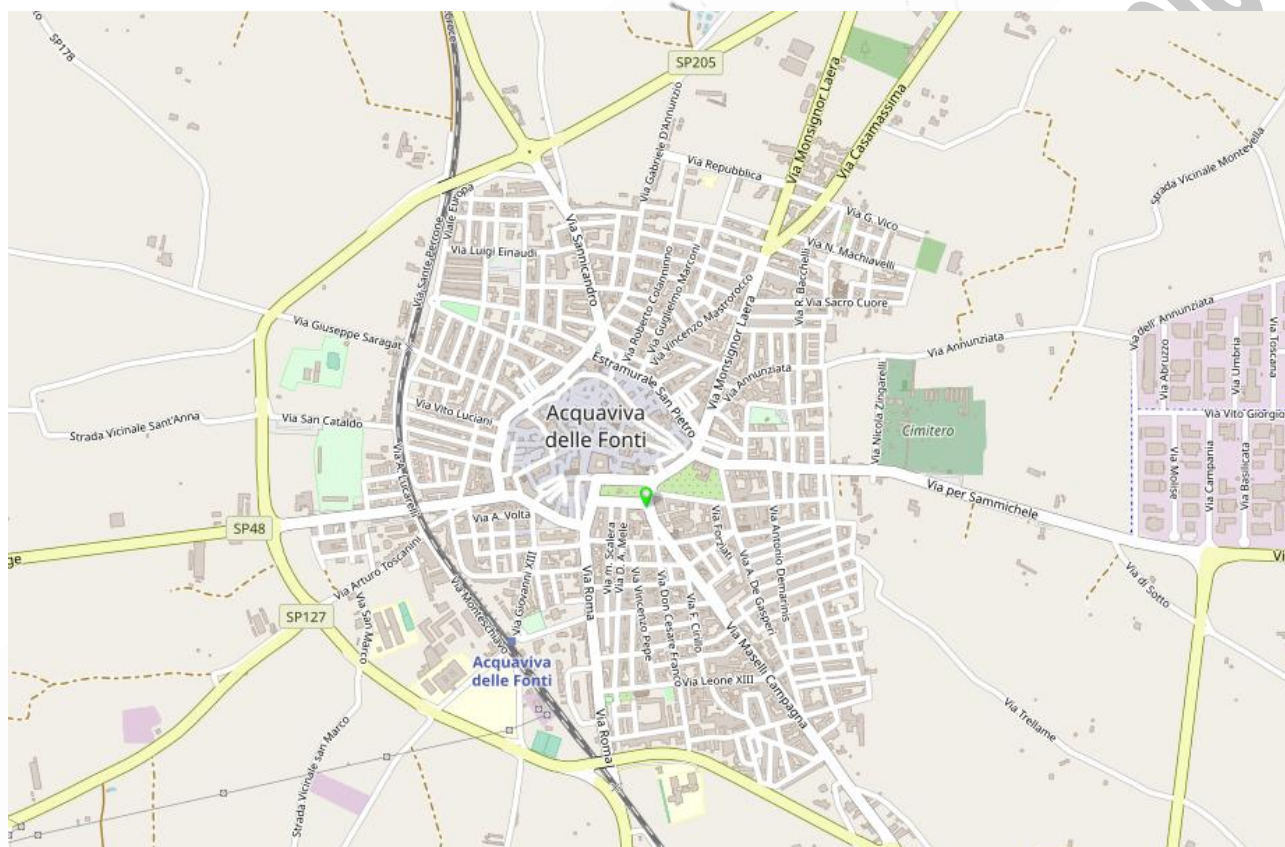 SP178
SP205
Via Monsignor Laera
Via Casamassima
Via Gabriele D'Annunzio
Via Repubblica
Strada Vicinale Montevella
Viale Europa
Via Sante Perrone
Via Luigi Einaudi
Via Sannicandro
Via G. Vico
Via N. Machiavelli
Via R. Bacchelli
Via Sacro Cuore
Via Roberto Colanninno
Via Guglielmo Marconi
Via Vincenzo Mastrorocco
Via Monsignor Laera
Via Giuseppe Saragat
Via dell' Annunziata
Via Toscana
Via Umbria
Via Abruzzo
Via Annunziata
Via Annunziata
Estramurale San Pietro
Via Vito Luciani
Acquaviva
delle Fonti
Via San Cataldo
Strada Vicinale Sant'Anna
Via Nicola Zingarelli
Cimitero
Via Vito Giorgio
Via A. Lucarelli
Via per Sammichele
Via Molise
Via Campania
Via Basilicata
SP48
ge
Via A. Volta
Via m. Scalera
Via D. A. Mele
Via Forziati
Via Antonio Demarinis
Via A. De Gasperi
Vi
Via di Sotto
Via Arturo Toscanini
Via Monteschiavo
Via Giovanni XIII
Via Roma
Via Vincenzo Pepe
Via Don Cesare Franco
Via F. Cirillo
Via San Marco
SP127
Acquaviva
delle Fonti
Via Leone XIII
Via Maselli Campagna
Via Roma
Via Trellame
Strada Vicinale san Marco